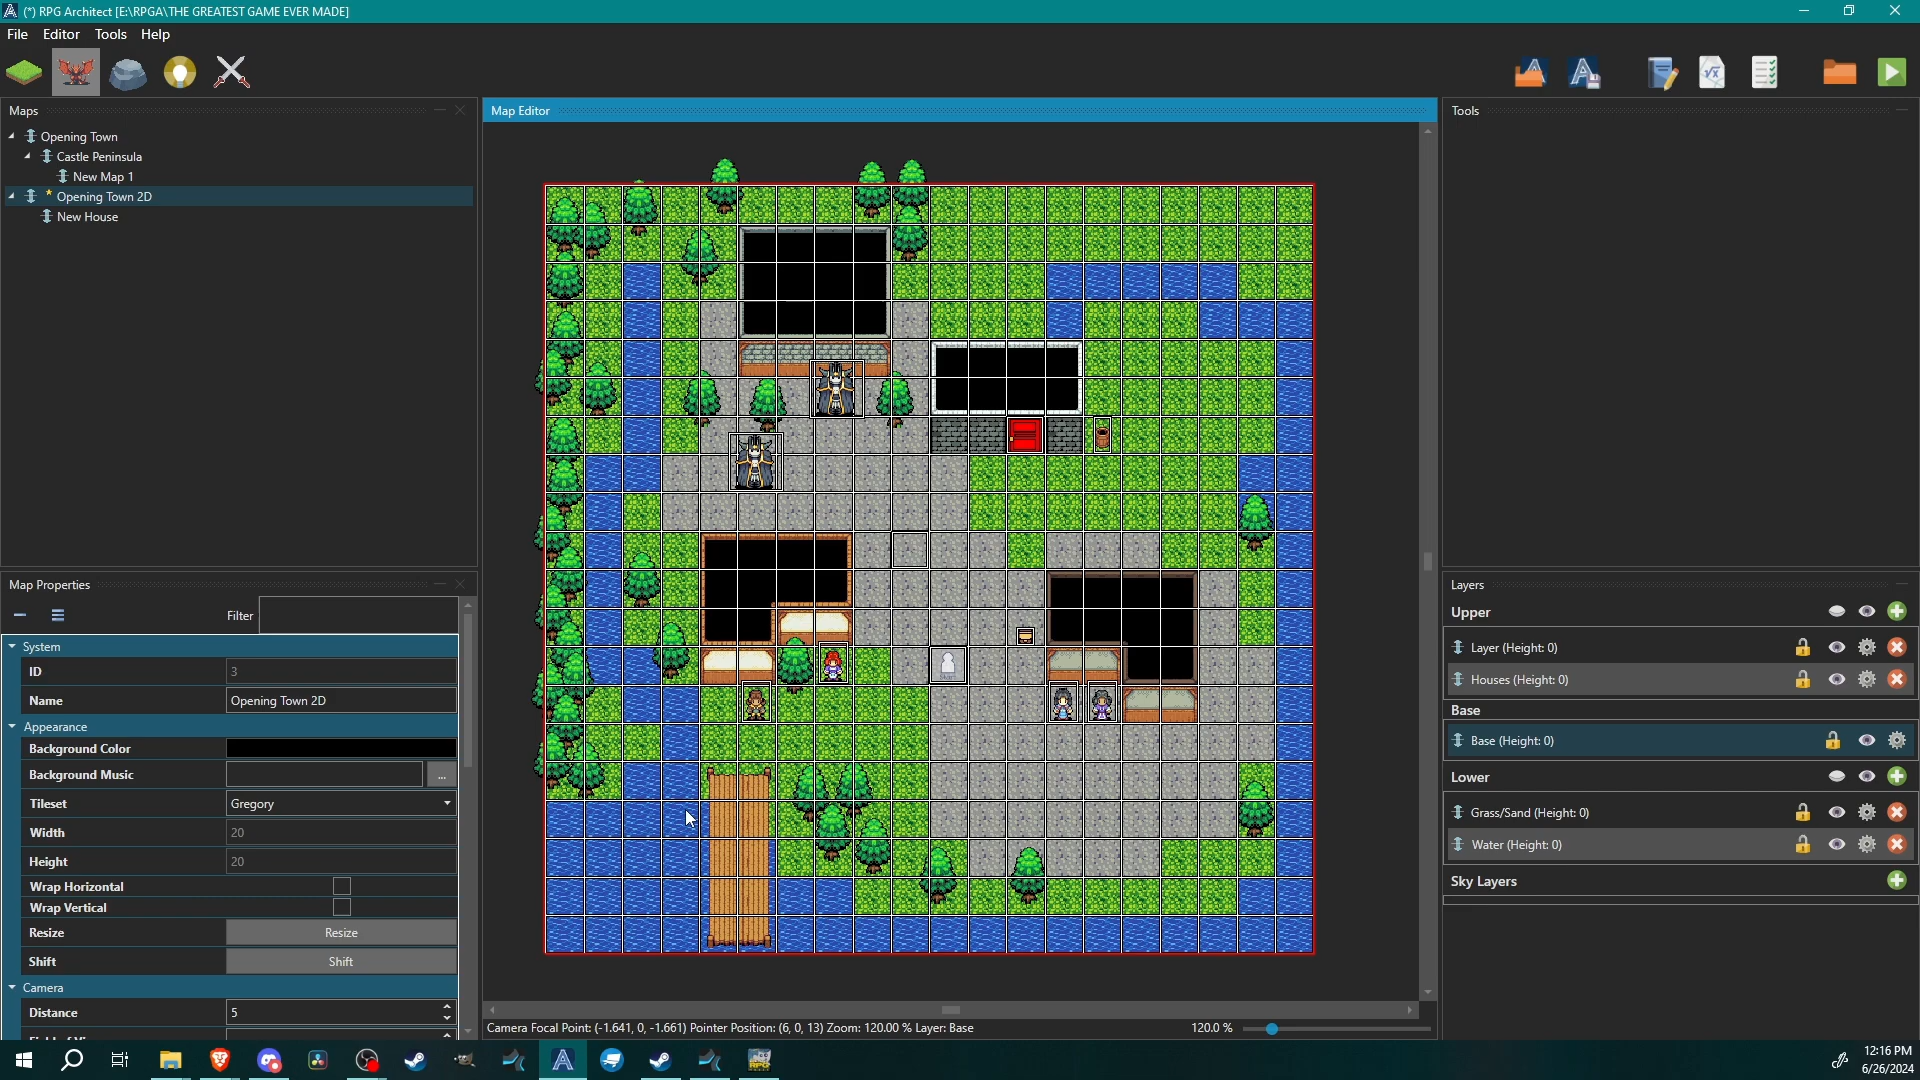 (*) RPG Architect [E:\RPGA\THE GREATEST GAME EVER MADE]
File Editor Tools Help
Maps
Opening Town
Castle Peninsula
New Map 1
* Opening Town 2D
New House
Map Properties
Filter
System
ID 3
Name Opening Town 2D
Appearance
Background Color
Background Music ...
Tileset Gregory
Width 20
Height 20
Wrap Horizontal
Wrap Vertical
Resize Resize
Shift Shift
Camera
Distance 5
Map Editor
Camera Focal Point: (-1.641, 0, -1.661) Pointer Position: (6, 0, 13) Zoom: 120.00 % Layer: Base
120.0 %
Tools
Layers
Upper
Layer (Height: 0)
Houses (Height: 0)
Base
Base (Height: 0)
Lower
Grass/Sand (Height: 0)
Water (Height: 0)
Sky Layers
12:16 PM
6/26/2024